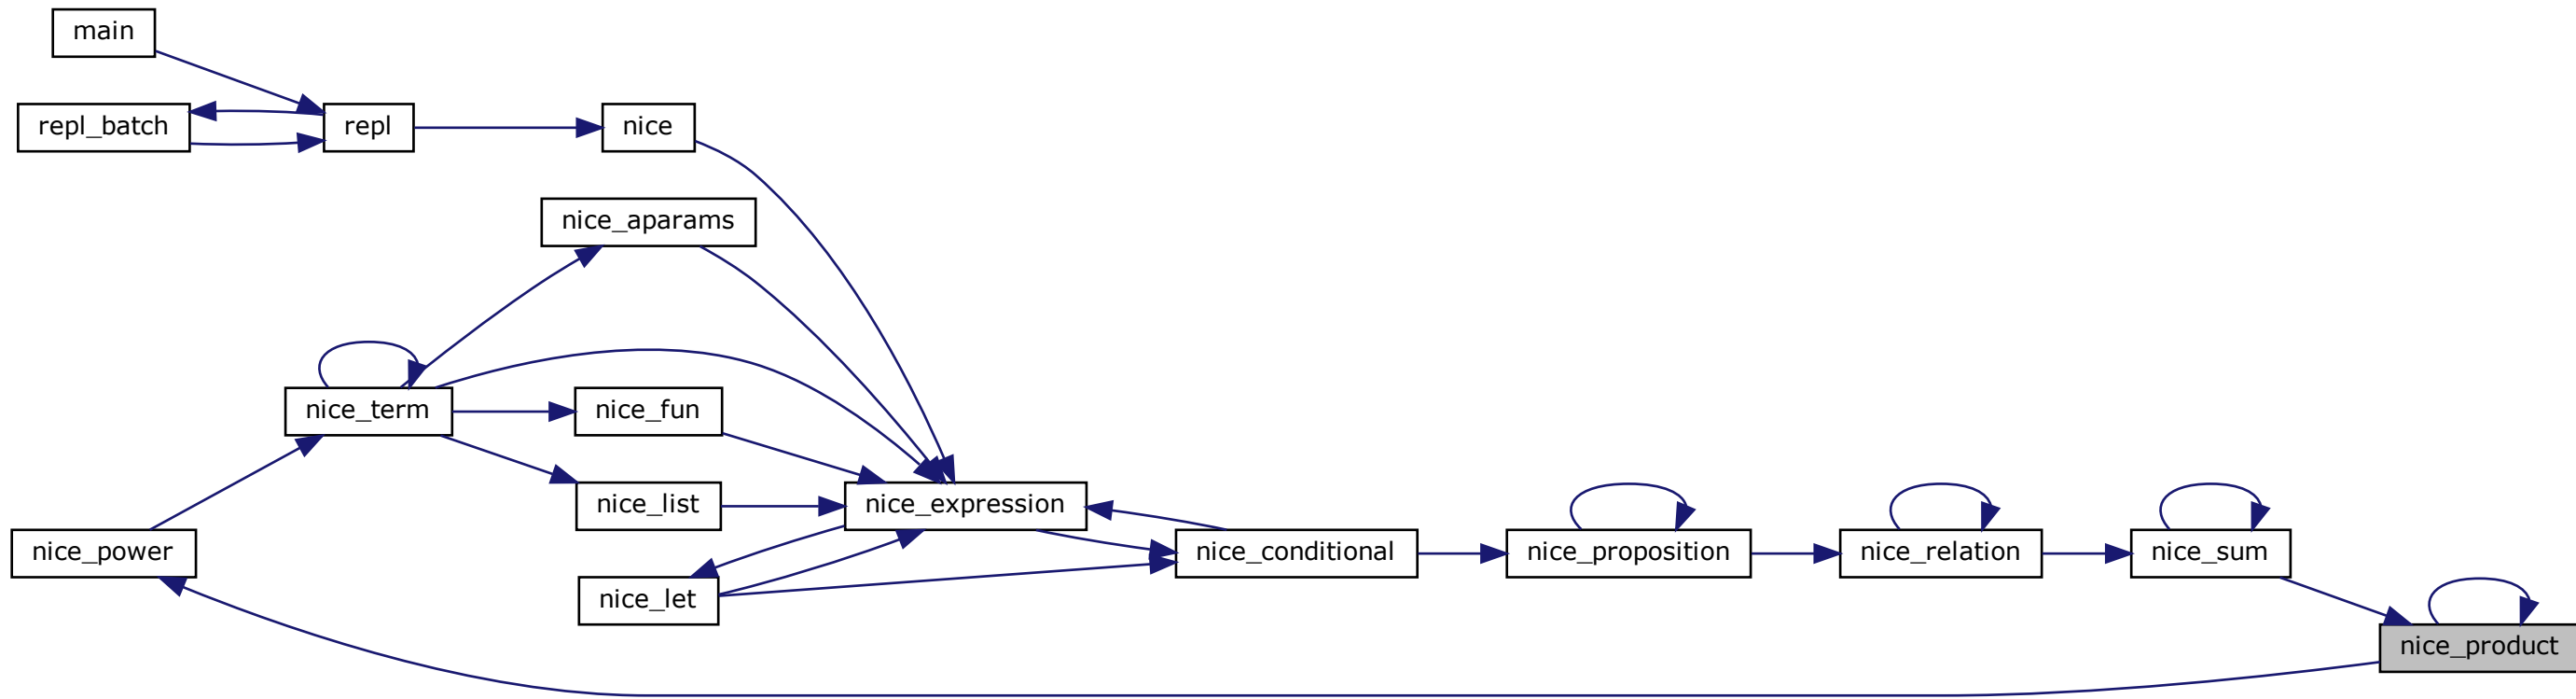 main
repl_batch
repl
nice
nice_aparams
nice_term
nice_fun
nice_list
nice_expression
nice_power
nice_conditional
nice_proposition
nice_relation
nice_sum
nice_let
nice_product